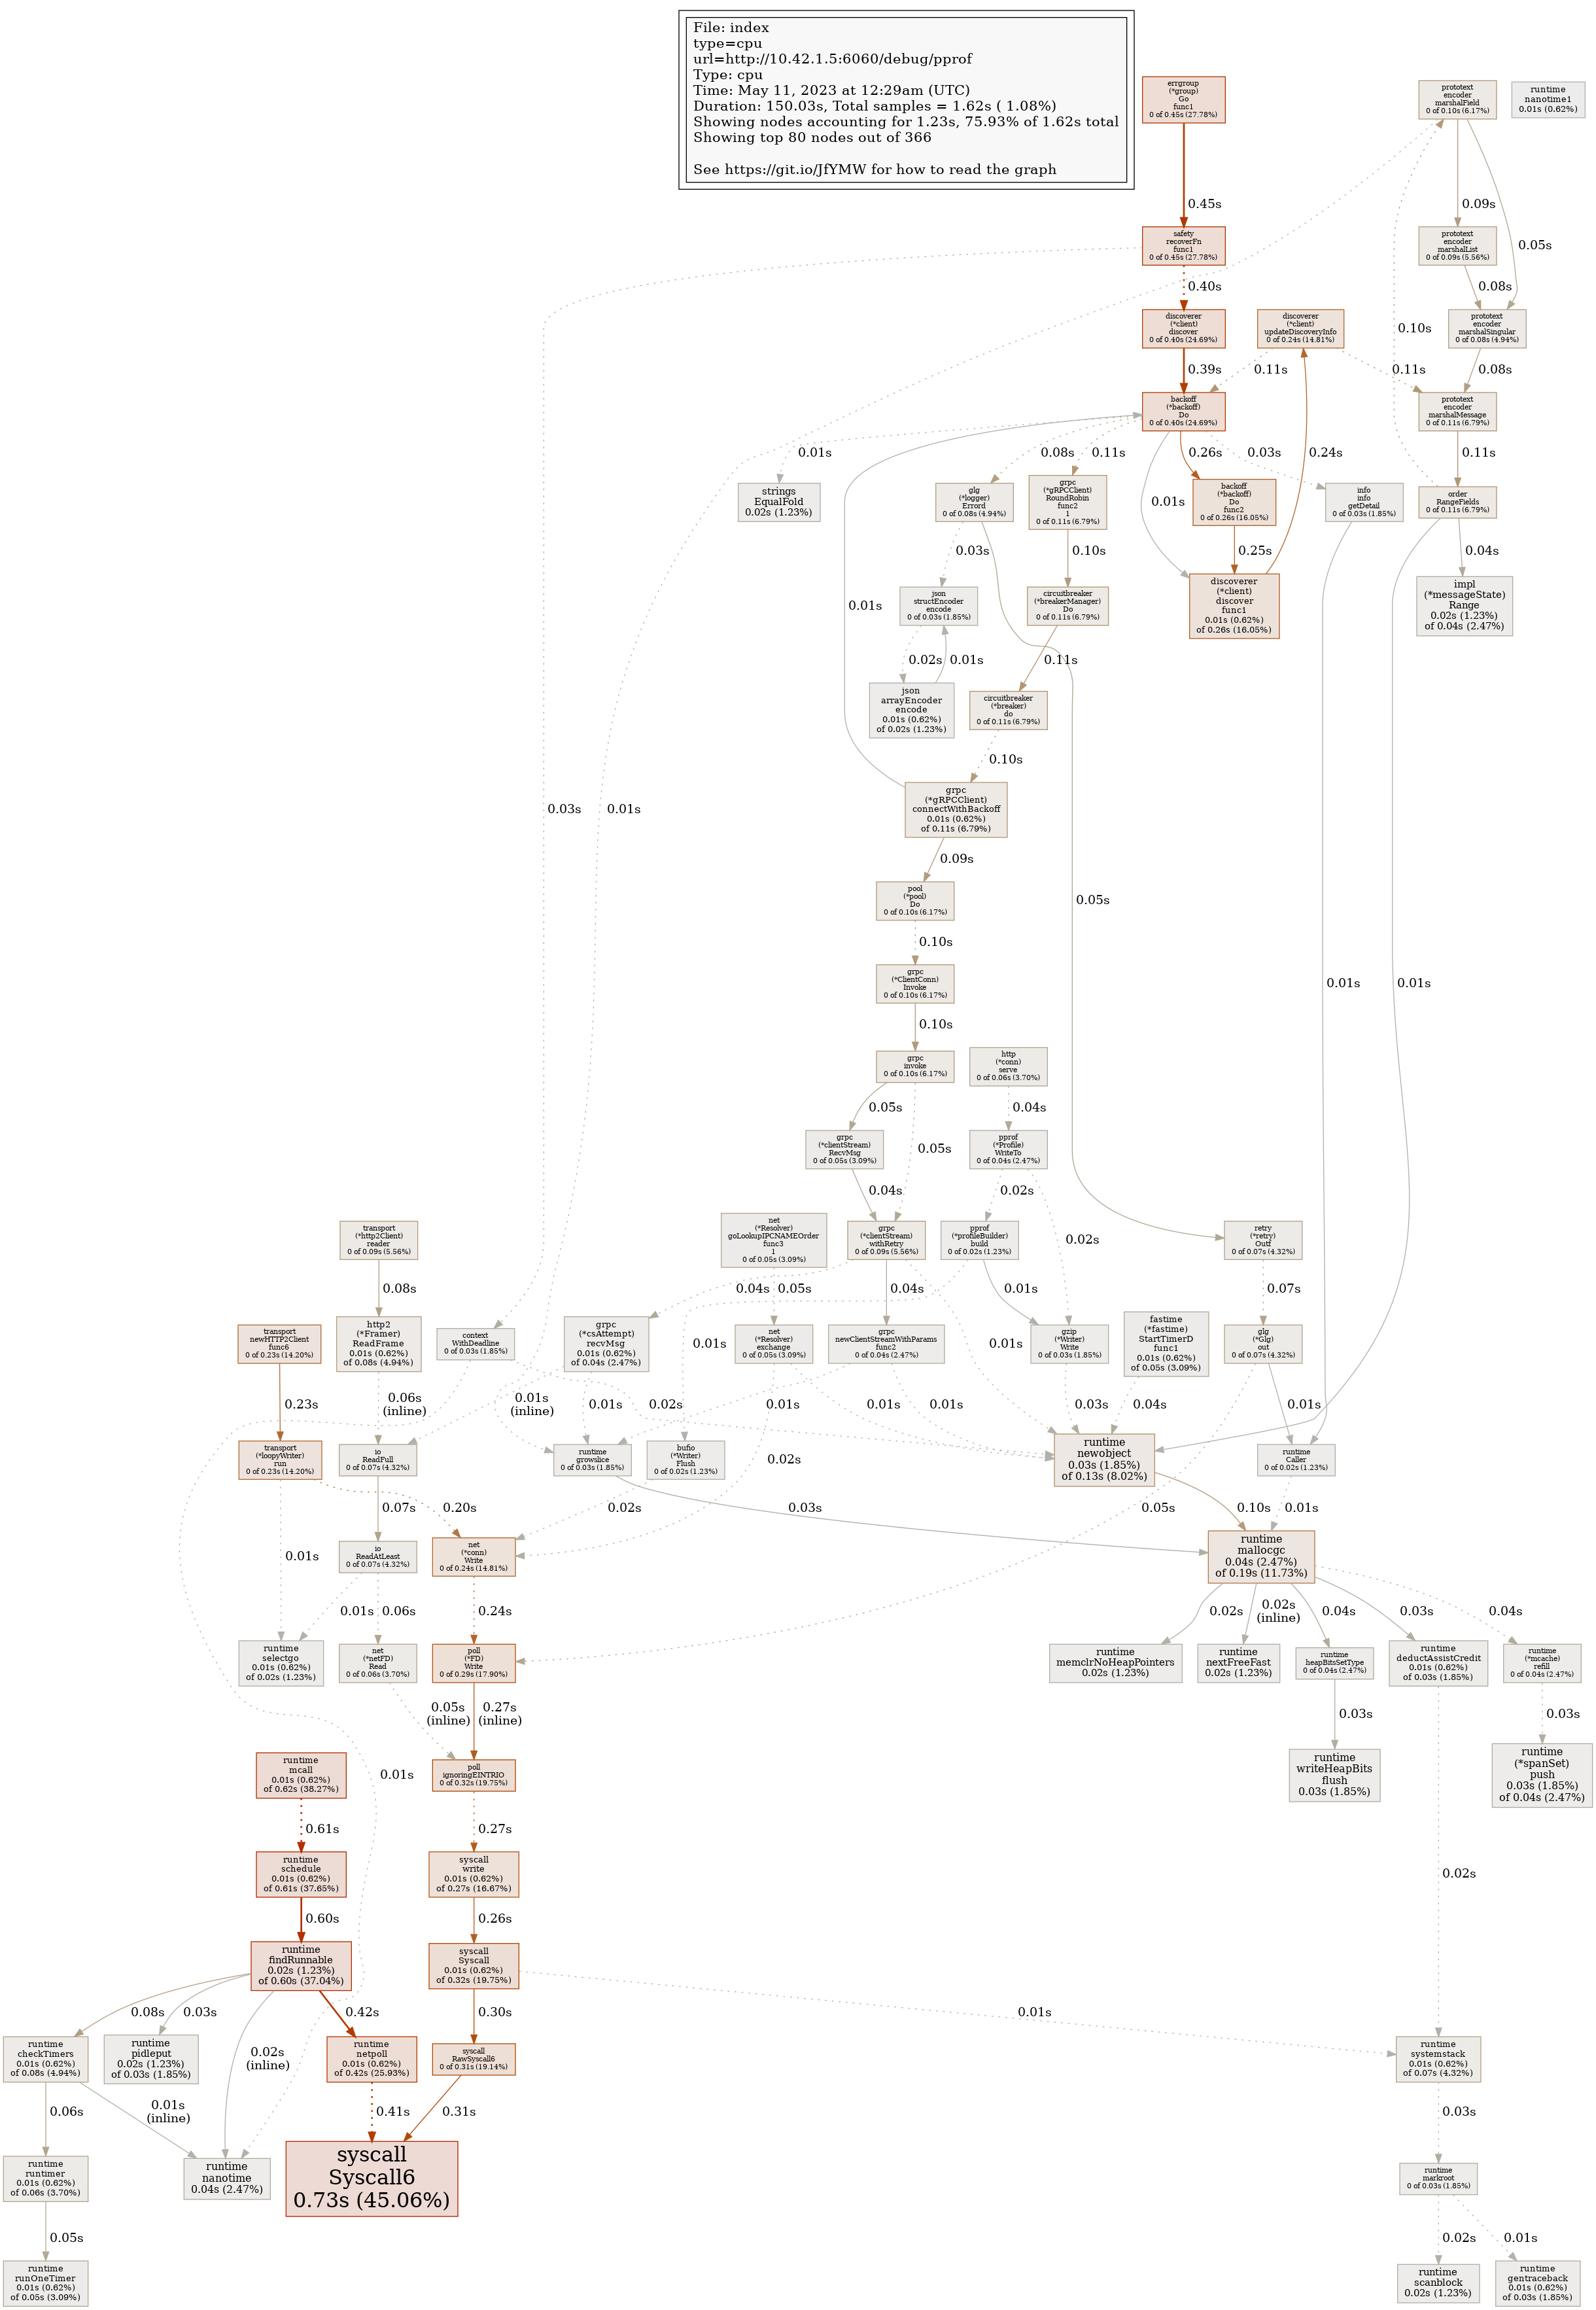 File: index
type=cpu
url=http://10.42.1.5:6060/debug/pprof
Type: cpu
Time: May 11, 2023 at 12:29am (UTC)
Duration: 150.03s, Total samples = 1.62s ( 1.08%)
Showing nodes accounting for 1.23s, 75.93% of 1.62s total
Showing top 80 nodes out of 366
See https://git.io/JfYMW for how to read the graph
errgroup
(*group)
Go
func1
0 of 0.45s (27.78%)
prototext
encoder
marshalField
0 of 0.10s (6.17%)
runtime
nanotime1
0.01s (0.62%)
0.45s
0.09s
0.05s
safety
recoverFn
func1
0 of 0.45s (27.78%)
prototext
encoder
marshalList
0 of 0.09s (5.56%)
0.40s
0.08s
0.10s
discoverer
(*client)
discover
0 of 0.40s (24.69%)
discoverer
(*client)
updateDiscoveryInfo
0 of 0.24s (14.81%)
prototext
encoder
marshalSingular
0 of 0.08s (4.94%)
0.39s
0.11s
0.11s
0.08s
backoff
(*backoff)
Do
0 of 0.40s (24.69%)
prototext
encoder
marshalMessage
0 of 0.11s (6.79%)
0.01s
0.08s
0.11s
0.26s
0.03s
0.24s
0.11s
strings
EqualFold
0.02s (1.23%)
glg
(*logger)
Errord
0 of 0.08s (4.94%)
grpc
(*gRPCClient)
RoundRobin
func2
1
0 of 0.11s (6.79%)
0.01s
backoff
(*backoff)
Do
func2
0 of 0.26s (16.05%)
info
info
getDetail
0 of 0.03s (1.85%)
order
RangeFields
0 of 0.11s (6.79%)
0.03s
0.10s
0.25s
0.04s
json
structEncoder
encode
0 of 0.03s (1.85%)
circuitbreaker
(*breakerManager)
Do
0 of 0.11s (6.79%)
discoverer
(*client)
discover
func1
0.01s (0.62%)
of 0.26s (16.05%)
impl
(*messageState)
Range
0.02s (1.23%)
of 0.04s (2.47%)
0.01s
0.02s
0.01s
0.11s
json
arrayEncoder
encode
0.01s (0.62%)
of 0.02s (1.23%)
circuitbreaker
(*breaker)
do
0 of 0.11s (6.79%)
0.10s
0.03s
0.01s
grpc
(*gRPCClient)
connectWithBackoff
0.01s (0.62%)
of 0.11s (6.79%)
0.09s
pool
(*pool)
Do
0 of 0.10s (6.17%)
0.05s
0.10s
grpc
(*ClientConn)
Invoke
0 of 0.10s (6.17%)
0.01s
0.01s
0.10s
grpc
invoke
0 of 0.10s (6.17%)
http
(*conn)
serve
0 of 0.06s (3.70%)
0.05s
0.04s
grpc
(*clientStream)
RecvMsg
0 of 0.05s (3.09%)
0.05s
pprof
(*Profile)
WriteTo
0 of 0.04s (2.47%)
0.04s
0.02s
transport
(*http2Client)
reader
0 of 0.09s (5.56%)
net
(*Resolver)
goLookupIPCNAMEOrder
func3
1
0 of 0.05s (3.09%)
grpc
(*clientStream)
withRetry
0 of 0.09s (5.56%)
pprof
(*profileBuilder)
build
0 of 0.02s (1.23%)
0.02s
retry
(*retry)
Outf
0 of 0.07s (4.32%)
0.08s
0.04s
0.05s
0.04s
0.01s
0.07s
transport
newHTTP2Client
func6
0 of 0.23s (14.20%)
http2
(*Framer)
ReadFrame
0.01s (0.62%)
of 0.08s (4.94%)
context
WithDeadline
0 of 0.03s (1.85%)
grpc
(*csAttempt)
recvMsg
0.01s (0.62%)
of 0.04s (2.47%)
0.01s
net
(*Resolver)
exchange
0 of 0.05s (3.09%)
grpc
newClientStreamWithParams
func2
0 of 0.04s (2.47%)
0.01s
gzip
(*Writer)
Write
0 of 0.03s (1.85%)
fastime
(*fastime)
StartTimerD
func1
0.01s (0.62%)
of 0.05s (3.09%)
glg
(*Glg)
out
0 of 0.07s (4.32%)
0.23s
0.06s
(inline)
0.01s
(inline)
0.01s
0.02s
0.01s
0.01s
0.01s
0.03s
0.04s
0.01s
transport
(*loopyWriter)
run
0 of 0.23s (14.20%)
io
ReadFull
0 of 0.07s (4.32%)
runtime
growslice
0 of 0.03s (1.85%)
bufio
(*Writer)
Flush
0 of 0.02s (1.23%)
0.02s
runtime
newobject
0.03s (1.85%)
of 0.13s (8.02%)
runtime
Caller
0 of 0.02s (1.23%)
0.07s
0.20s
0.02s
0.03s
0.05s
0.10s
0.01s
0.01s
io
ReadAtLeast
0 of 0.07s (4.32%)
net
(*conn)
Write
0 of 0.24s (14.81%)
runtime
mallocgc
0.04s (2.47%)
of 0.19s (11.73%)
0.01s
0.06s
0.24s
0.02s
0.02s
(inline)
0.04s
0.03s
0.04s
runtime
selectgo
0.01s (0.62%)
of 0.02s (1.23%)
net
(*netFD)
Read
0 of 0.06s (3.70%)
poll
(*FD)
Write
0 of 0.29s (17.90%)
runtime
memclrNoHeapPointers
0.02s (1.23%)
runtime
nextFreeFast
0.02s (1.23%)
runtime
heapBitsSetType
0 of 0.04s (2.47%)
runtime
deductAssistCredit
0.01s (0.62%)
of 0.03s (1.85%)
runtime
(*mcache)
refill
0 of 0.04s (2.47%)
0.05s
(inline)
0.27s
(inline)
0.03s
0.03s
runtime
mcall
0.01s (0.62%)
of 0.62s (38.27%)
0.01s
poll
ignoringEINTRIO
0 of 0.32s (19.75%)
runtime
writeHeapBits
flush
0.03s (1.85%)
runtime
(*spanSet)
push
0.03s (1.85%)
of 0.04s (2.47%)
0.61s
0.27s
runtime
schedule
0.01s (0.62%)
of 0.61s (37.65%)
syscall
write
0.01s (0.62%)
of 0.27s (16.67%)
0.02s
0.60s
0.26s
runtime
findRunnable
0.02s (1.23%)
of 0.60s (37.04%)
syscall
Syscall
0.01s (0.62%)
of 0.32s (19.75%)
0.08s
0.03s
0.02s
(inline)
0.42s
0.30s
0.01s
runtime
checkTimers
0.01s (0.62%)
of 0.08s (4.94%)
runtime
pidleput
0.02s (1.23%)
of 0.03s (1.85%)
runtime
netpoll
0.01s (0.62%)
of 0.42s (25.93%)
syscall
RawSyscall6
0 of 0.31s (19.14%)
runtime
systemstack
0.01s (0.62%)
of 0.07s (4.32%)
0.06s
0.01s
(inline)
0.41s
0.31s
0.03s
runtime
runtimer
0.01s (0.62%)
of 0.06s (3.70%)
runtime
nanotime
0.04s (2.47%)
syscall
Syscall6
0.73s (45.06%)
runtime
markroot
0 of 0.03s (1.85%)
0.05s
0.02s
0.01s
runtime
runOneTimer
0.01s (0.62%)
of 0.05s (3.09%)
runtime
scanblock
0.02s (1.23%)
runtime
gentraceback
0.01s (0.62%)
of 0.03s (1.85%)